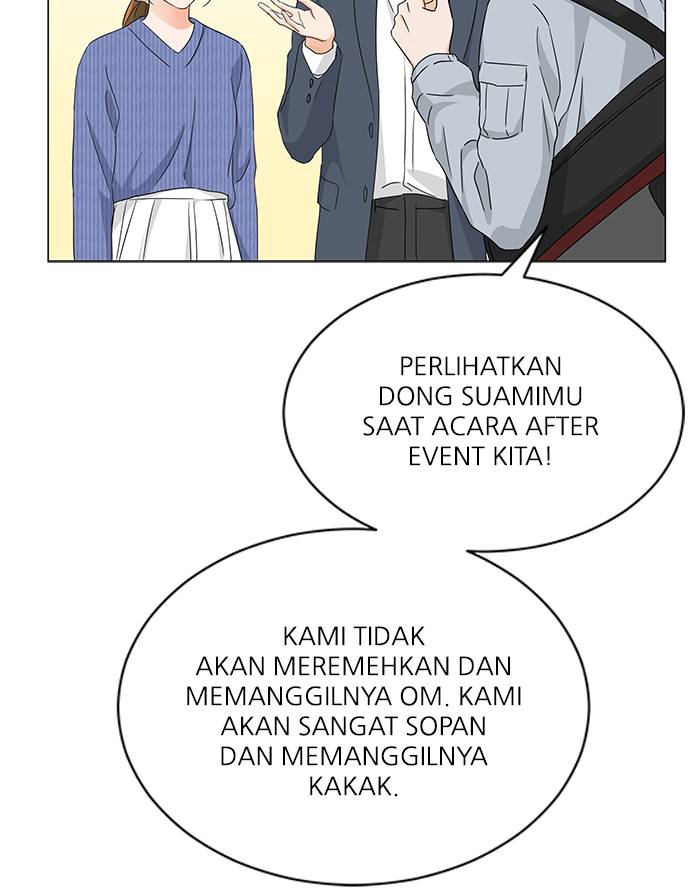 PERLIHATKAN
DONG SUAMIMU
SAAT ACARA AFTER
EVENT KITA!
KAMI TIDAK
AKAN MEREMEHKAN DAN
MEMANGGILNYA OM. KAMI
AKAN SANGAT SOPAN
DAN MEMANGGILNYA
KAKAK.